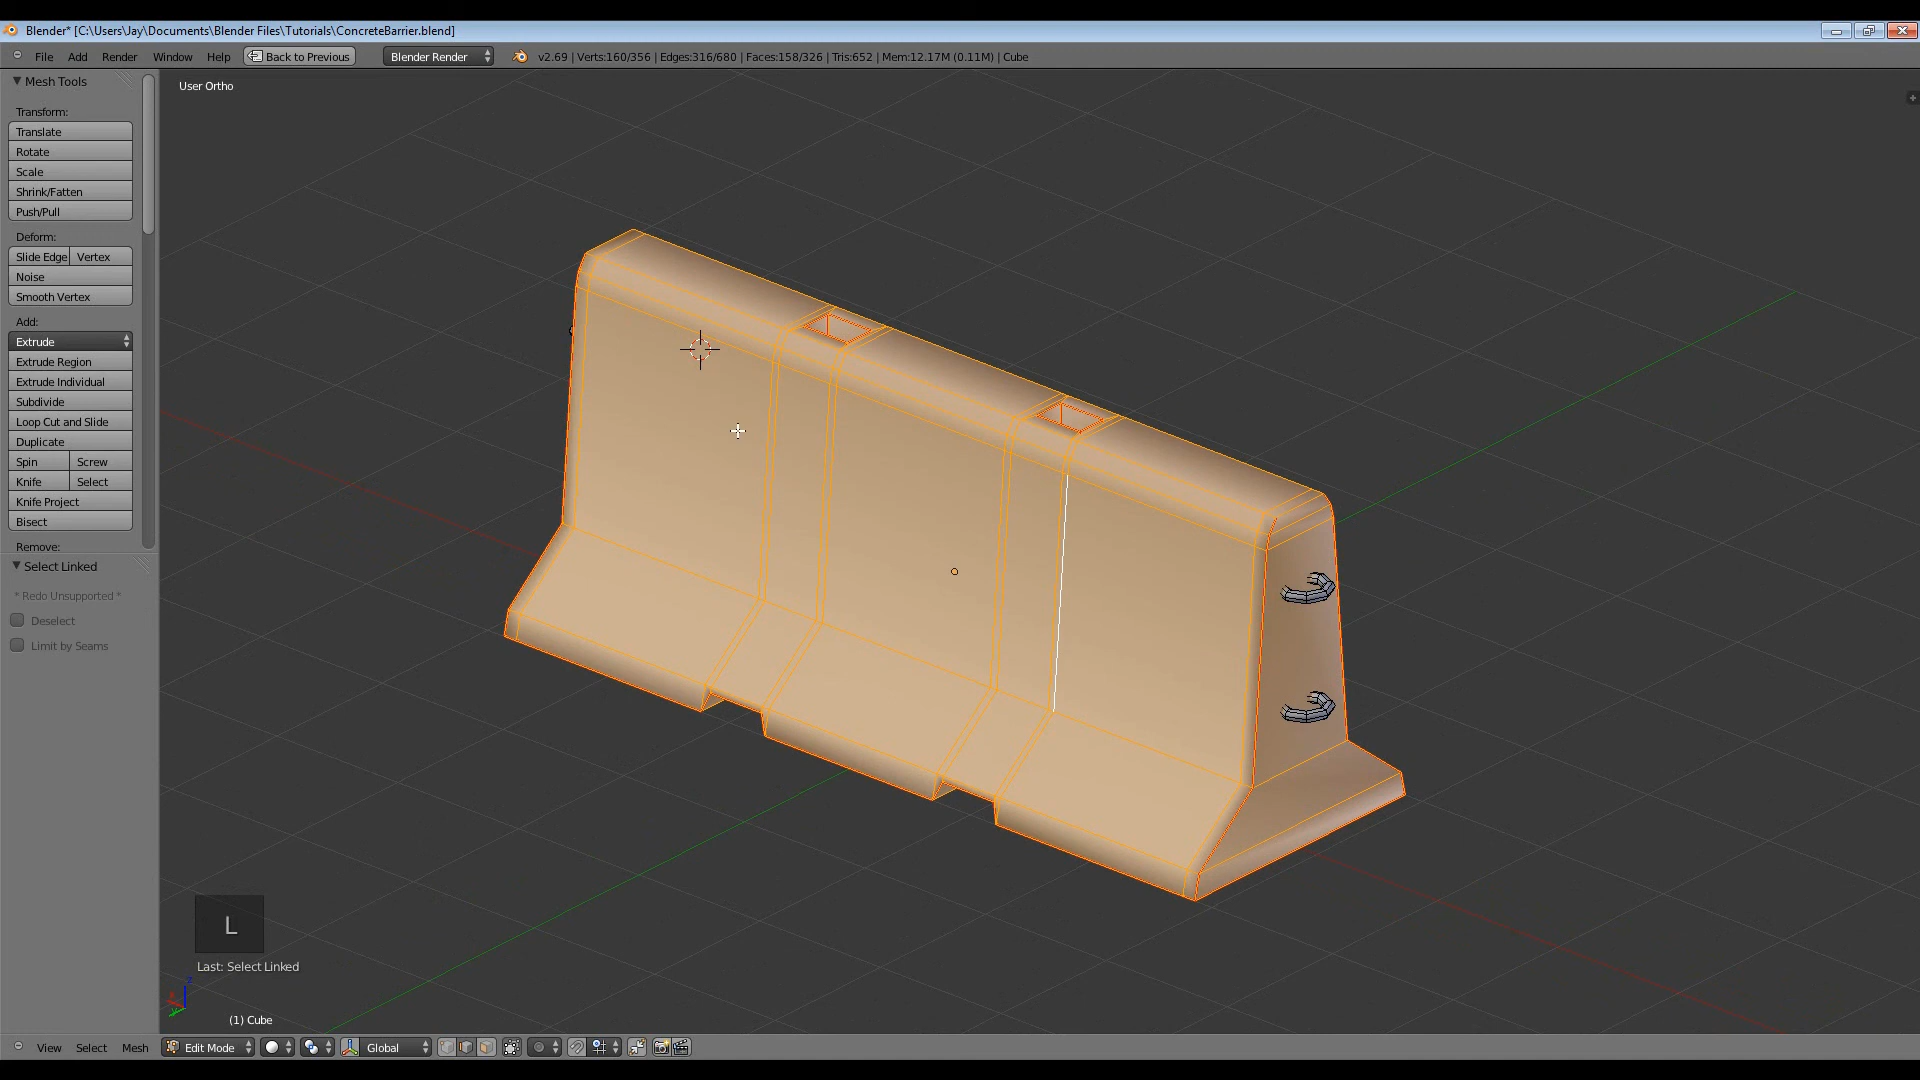 Blender* [C:\Users\Jay\Documents\Blender Files\Tutorials\ConcreteBarrier.blend]
File Add Render Window Help Back to Previous Blender Render v2.69 | Verts:160/356 | Edges:316/680 | Faces:158/326 | Tris:652 | Mem:12.17M (0.11M) | Cube
Mesh Tools
User Ortho
Transform:
Translate
Rotate
Scale
Shrink/Fatten
Push/Pull
Deform:
Slide Edge Vertex
Noise
Smooth Vertex
Add:
Extrude
Extrude Region
Extrude Individual
Subdivide
Loop Cut and Slide
Duplicate
Spin Screw
Knife Select
Knife Project
Bisect
Remove:
Select Linked
* Redo Unsupported *
Deselect
Limit by Seams
L
Last: Select Linked
(1) Cube
View Select Mesh Edit Mode Global